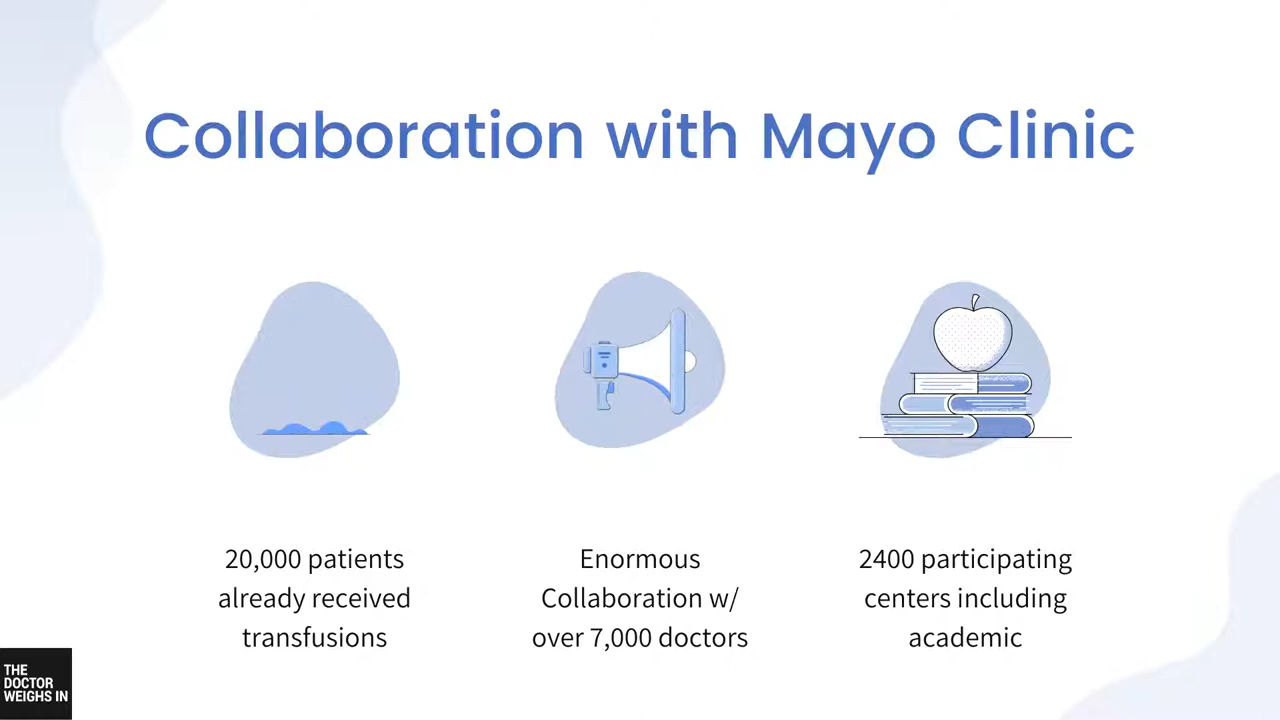 Collaboration with Mayo Clinic
20,000 patients
already received
transfusions
Enormous
Collaboration w/
over 7,000 doctors
2400 participating
centers including
academic
THE
DOCTOR
WEIGHS IN